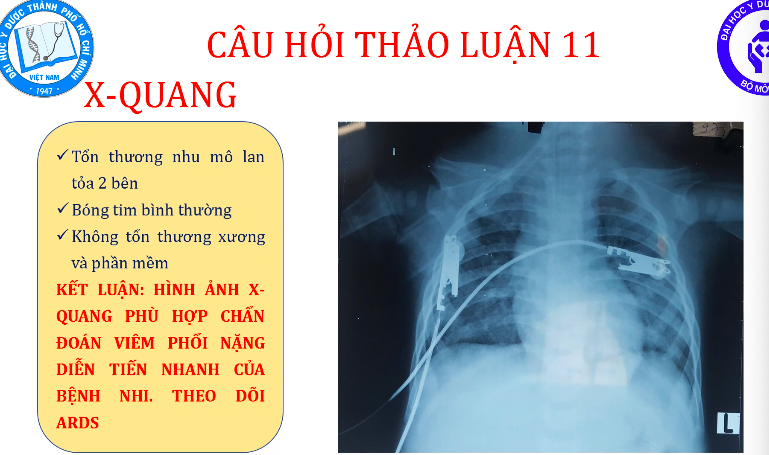 ĐẠI HỌC Y DƯỢC THÀNH PHỐ HỒ CHÍ MINH
VIỆT NAM
· 1947 ·
CÂU HỎI THẢO LUẬN 11
ĐẠI HỌC Y DƯ
BỘ MÔ
X-QUANG
✓ Tổn thương nhu mô lan
tỏa 2 bên
✓ Bóng tim bình thường
✓ Không tổn thương xương
và phần mềm
KẾT LUẬN: HÌNH ẢNH X-
QUANG PHÙ HỢP CHẨN
ĐOÁN VIÊM PHỔI NẶNG
DIỄN TIẾN NHANH CỦA
BỆNH NHI. THEO DÕI
ARDS
L